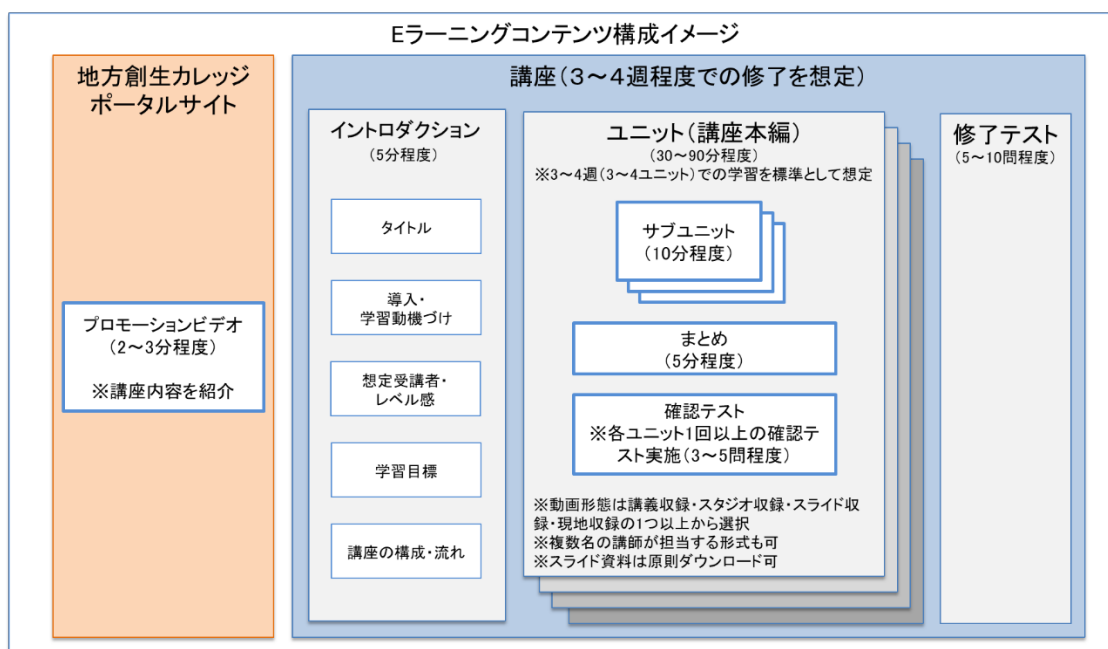 Eラーニングコンテンツ構成イメージ
地方創生カレッジ
ポータルサイト
プロモーションビデオ
(2～3分程度)
※講座内容を紹介
講座(3～4週程度での修了を想定)
イントロダクション
(5分程度)
タイトル
導入・
学習動機づけ
想定受講者・
レベル感
学習目標
講座の構成・流れ
ユニット(講座本編)
(30～90分程度)
※3～4週(3～4ユニット)での学習を標準として想定
サブユニット
(10分程度)
まとめ
(5分程度)
確認テスト
※各ユニット1回以上の確認テ
スト実施(3～5問程度)
※動画形態は講義収録・スタジオ収録・スライド収
録・現地収録の1つ以上から選択
※複数名の講師が担当する形式も可
※スライド資料は原則ダウンロード可
修了テスト
(5～10問程度)